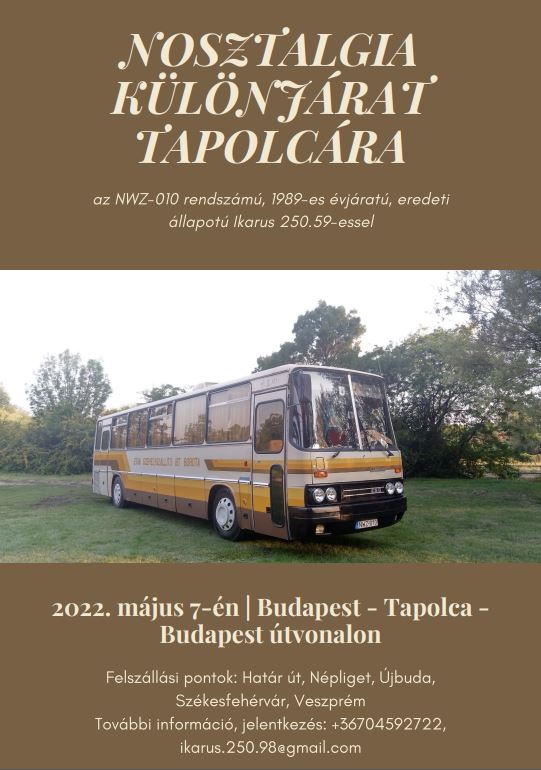 NOSZTALGIA
KÜLÖNJÁRAT
TAPOLCÁRA
az NWZ-010 rendszámú, 1989-es évjáratú, eredeti
állapotú Ikarus 250.59-essel
2022. május 7-én | Budapest - Tapolca -
Budapest útvonalon
Felszállási pontok: Határ út, Népliget, Újbuda,
Székesfehérvár, Veszprém
További információ, jelentkezés: +36704592722,
ikarus.250.98@gmail.com